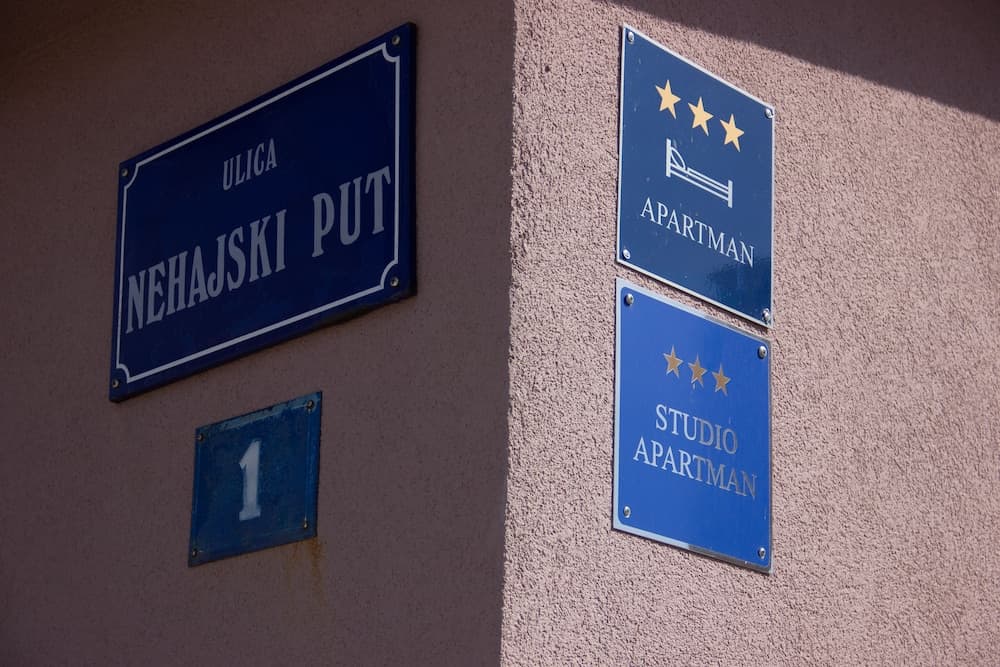 ULICA
NEHAJSKI PUT
1
APARTMAN
STUDIO
APARTMAN